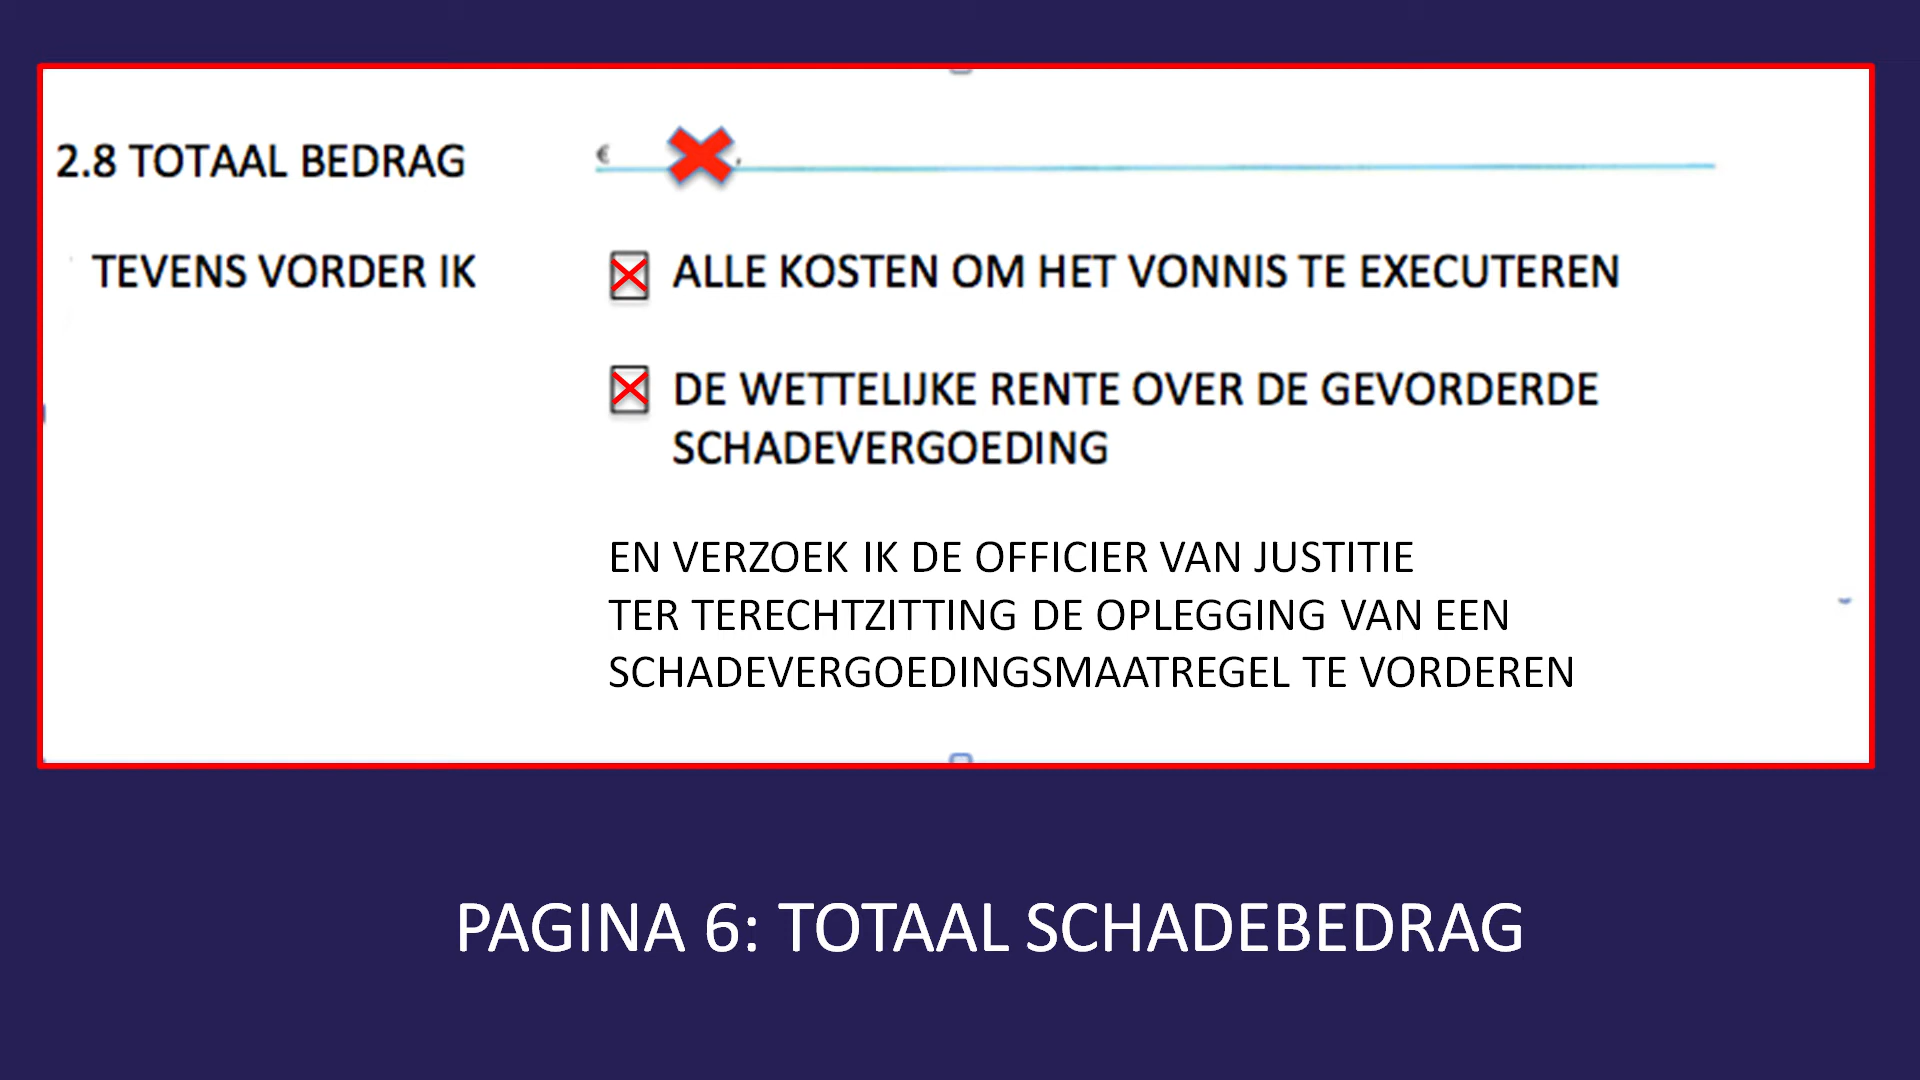 2.8 TOTAAL BEDRAG € ,
TEVENS VORDER IK ALLE KOSTEN OM HET VONNIS TE EXECUTEREN
DE WETTELIJKE RENTE OVER DE GEVORDERDE
SCHADEVERGOEDING
EN VERZOEK IK DE OFFICIER VAN JUSTITIE
TER TERECHTZITTING DE OPLEGGING VAN EEN
SCHADEVERGOEDINGSMAATREGEL TE VORDEREN
PAGINA 6: TOTAAL SCHADEBEDRAG